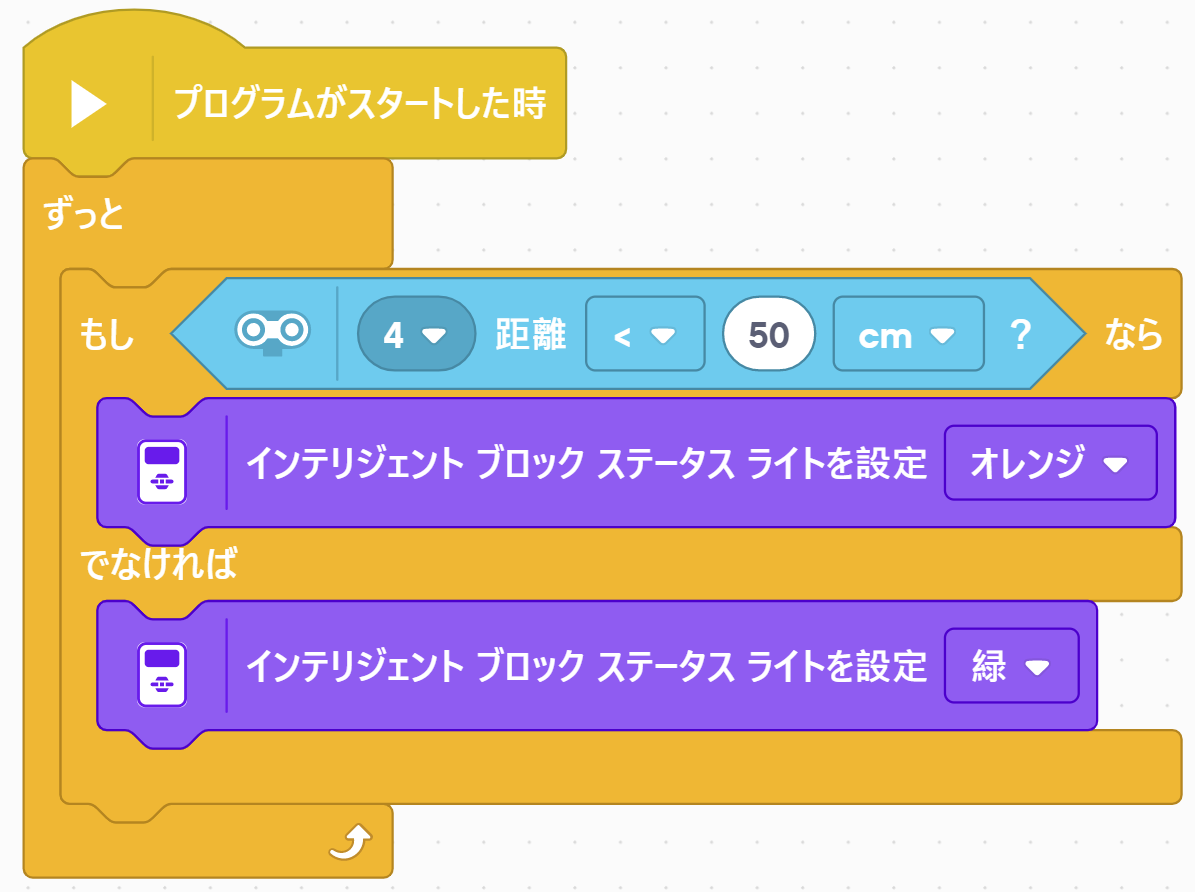 プログラムがスタートした時
ずっと
もし 4 距離 < 50 cm ? なら
インテリジェント ブロック ステータス ライトを設定 オレンジ
でなければ
インテリジェント ブロック ステータス ライトを設定 緑